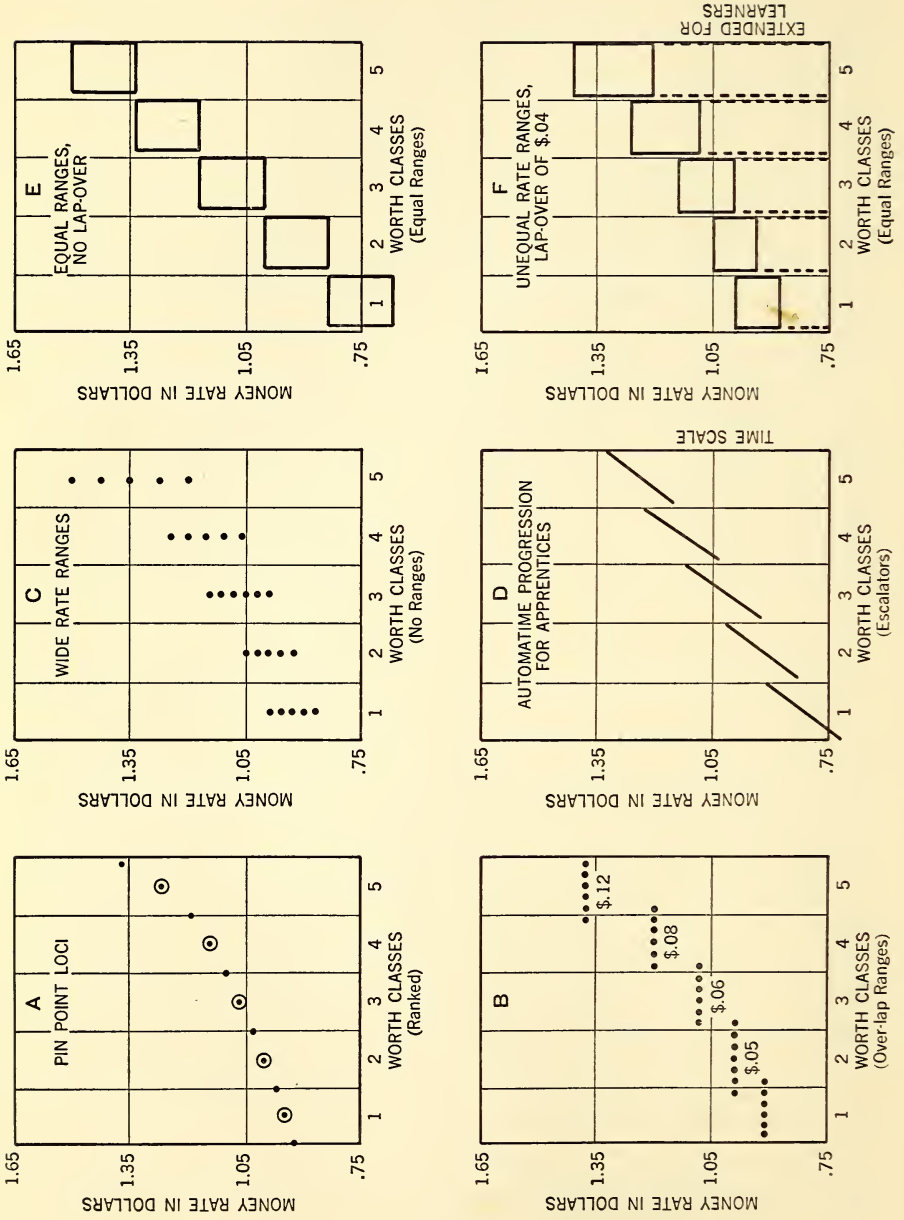 A
PIN POINT LOCI
1.65
1.35
1.05
.75
MONEY RATE IN DOLLARS
1 2 3 4 5
WORTH CLASSES
(Ranked)
C
WIDE RATE RANGES
1.65
1.35
1.05
.75
MONEY RATE IN DOLLARS
1 2 3 4 5
WORTH CLASSES
(No Ranges)
E
EQUAL RANGES,
NO LAP-OVER
1.65
1.35
1.05
.75
MONEY RATE IN DOLLARS
1 2 3 4 5
WORTH CLASSES
(Equal Ranges)
B
1.65
1.35
1.05
.75
MONEY RATE IN DOLLARS
$.05
$.06
$.08
$.12
1 2 3 4 5
WORTH CLASSES
(Over-lap Ranges)
D
AUTOMATIME PROGRESSION
FOR APPRENTICES
1.65
1.35
1.05
.75
MONEY RATE IN DOLLARS
TIME SCALE
1 2 3 4 5
WORTH CLASSES
(Escalators)
F
UNEQUAL RATE RANGES,
LAP-OVER OF $.04
1.65
1.35
1.05
.75
MONEY RATE IN DOLLARS
EXTENDED FOR
LEARNERS
1 2 3 4 5
WORTH CLASSES
(Equal Ranges)